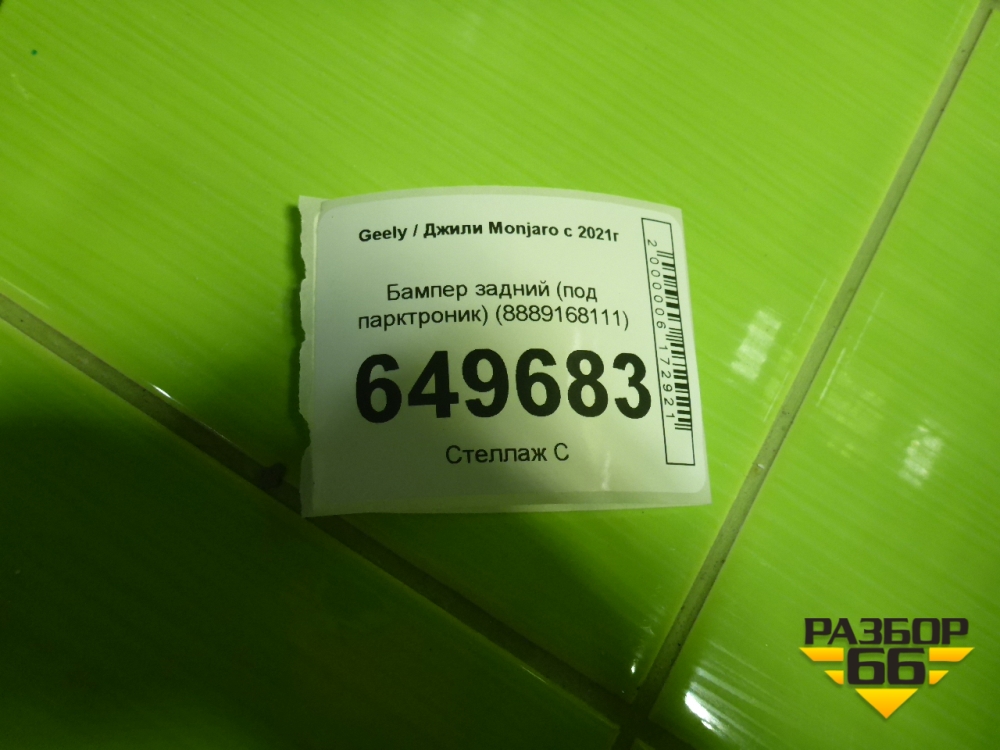 Geely / Джили Monjaro с 2021г
Бампер задний (под
парктроник) (8889168111)
649683
Стеллаж С
2000006172921
РАЗБОР
66